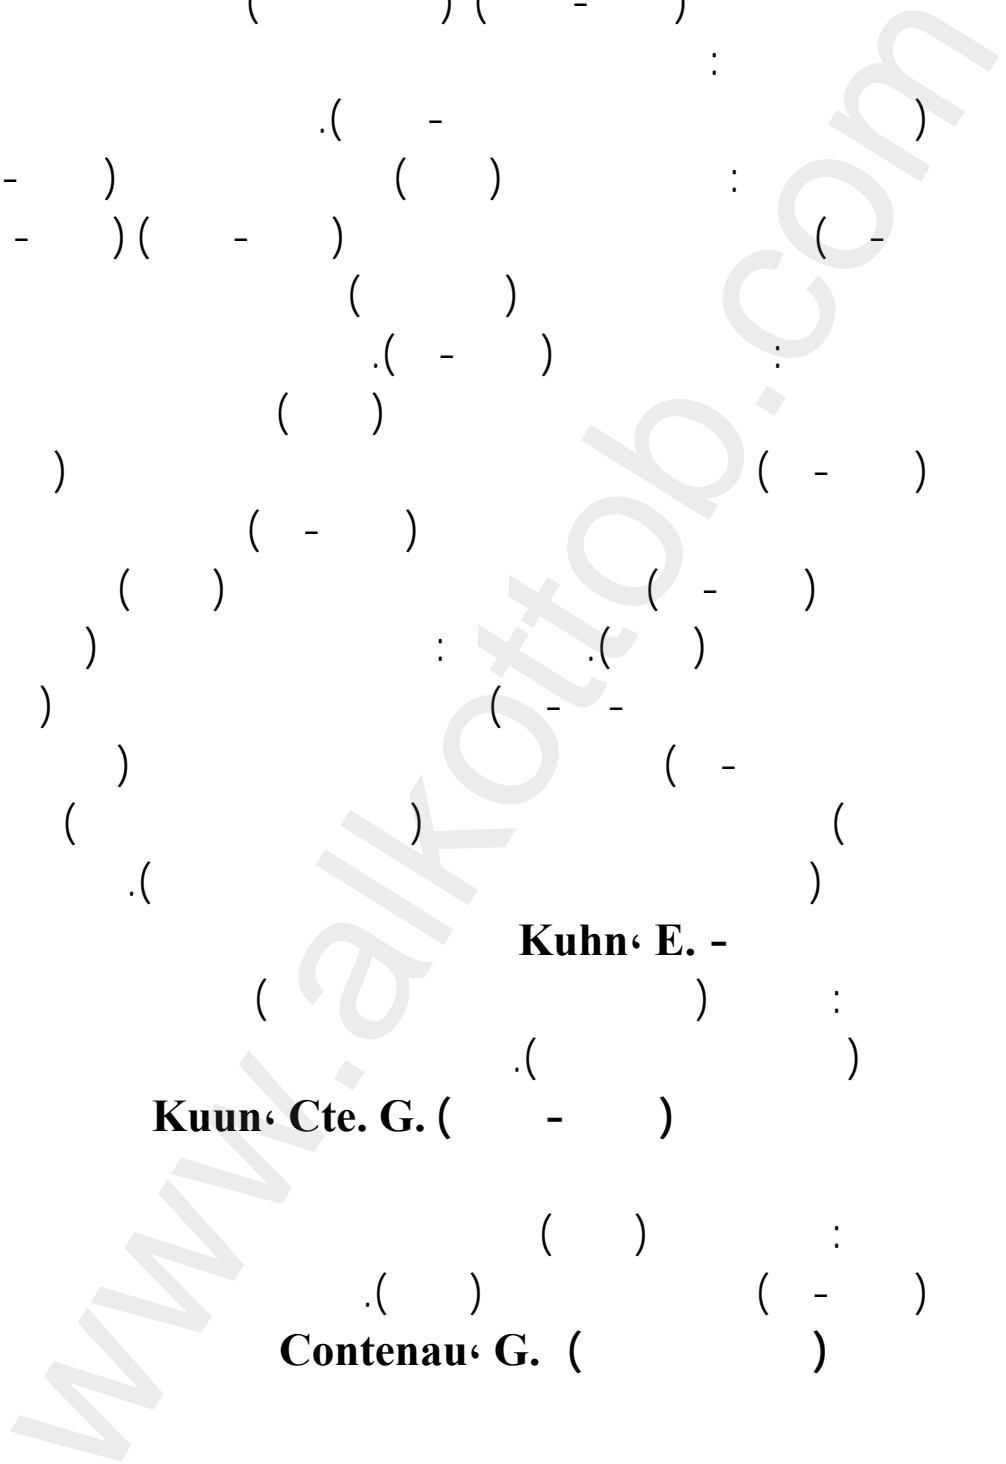 ( ) ( – )
:
.( – )
– ) ( ) :
– ) ( – ) ( –
( )
.( – ) :
( )
) ( – )
( – )
( ) ( – )
) : .( )
) ( – –
) ( –
( ) (
.( )
Kuhn، E. –
( ) :
.( )
Kuun، Cte. G. ( – )
( ) :
.( ) ( – )
Contenau، G. ( )
www.alkottob.com